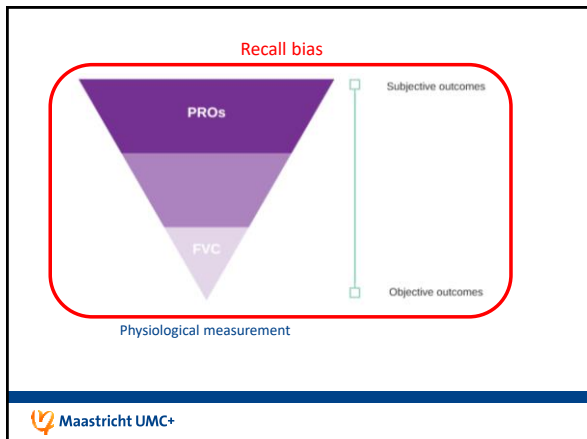 Recall bias
PROs
Subjective outcomes
FVC
Objective outcomes
Physiological measurement
Maastricht UMC+